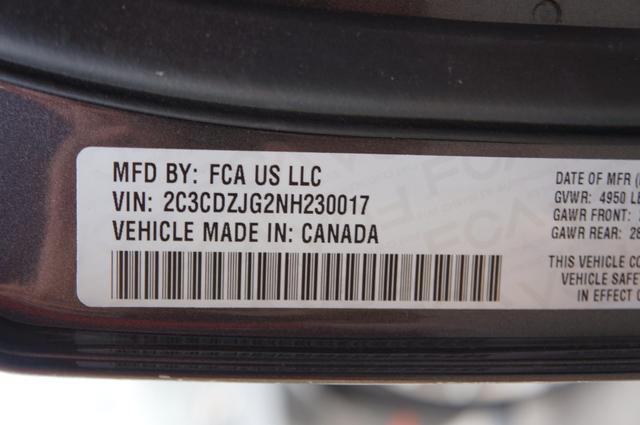 MFD BY: FCA US LLC
VIN: 2C3CDZJG2NH230017
VEHICLE MADE IN: CANADA
DATE OF MFR
GVWR: 4950
GAWR FRONT:
GAWR REAR: 28
THIS VEHICLE
VEHICLE
IN EFFECT